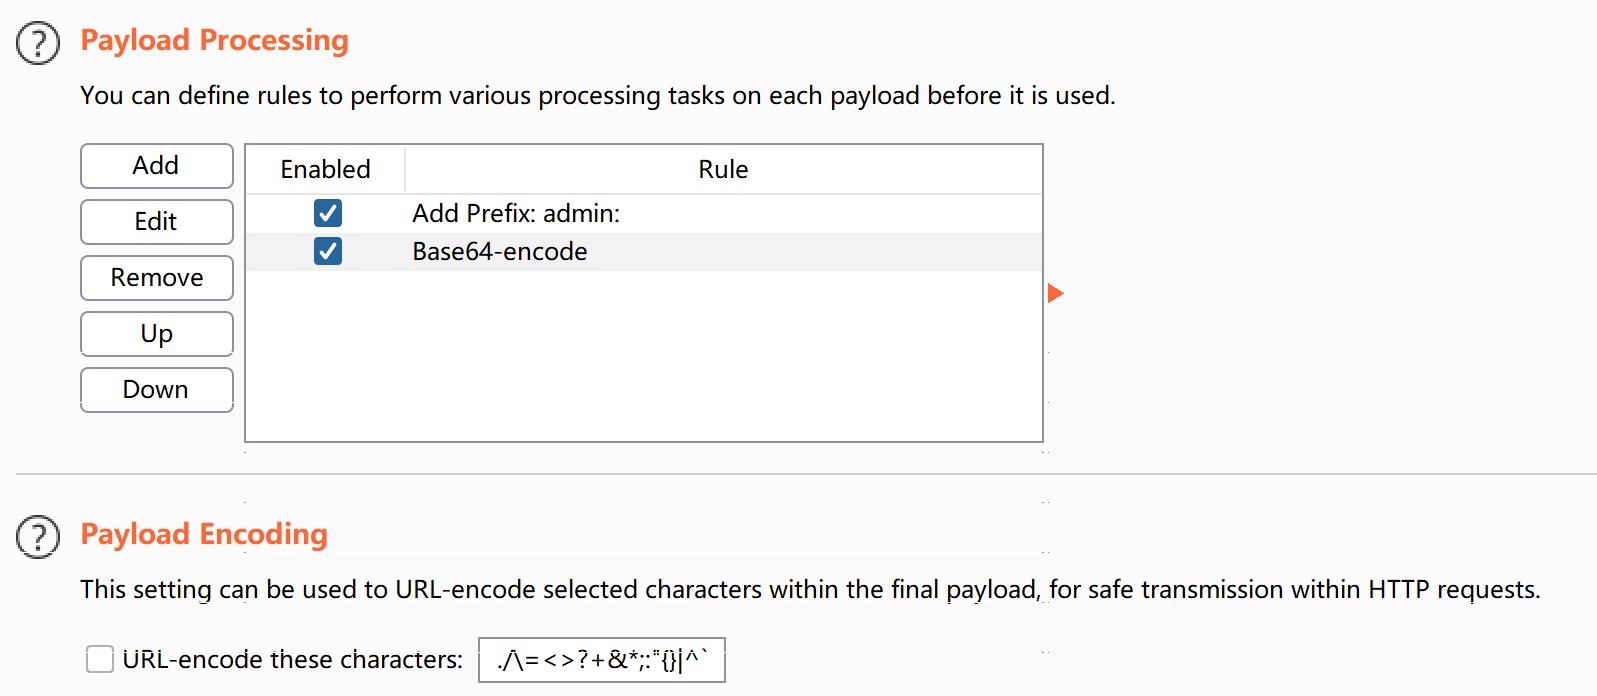 Payload Processing
You can define rules to perform various processing tasks on each payload before it is used.
Add
Enabled Rule
Edit
Add Prefix: admin:
Base64-encode
Remove
Up
Down
Payload Encoding
This setting can be used to URL-encode selected characters within the final payload, for safe transmission within HTTP requests.
URL-encode these characters: ./\=<>?+&*;:"{}|^`